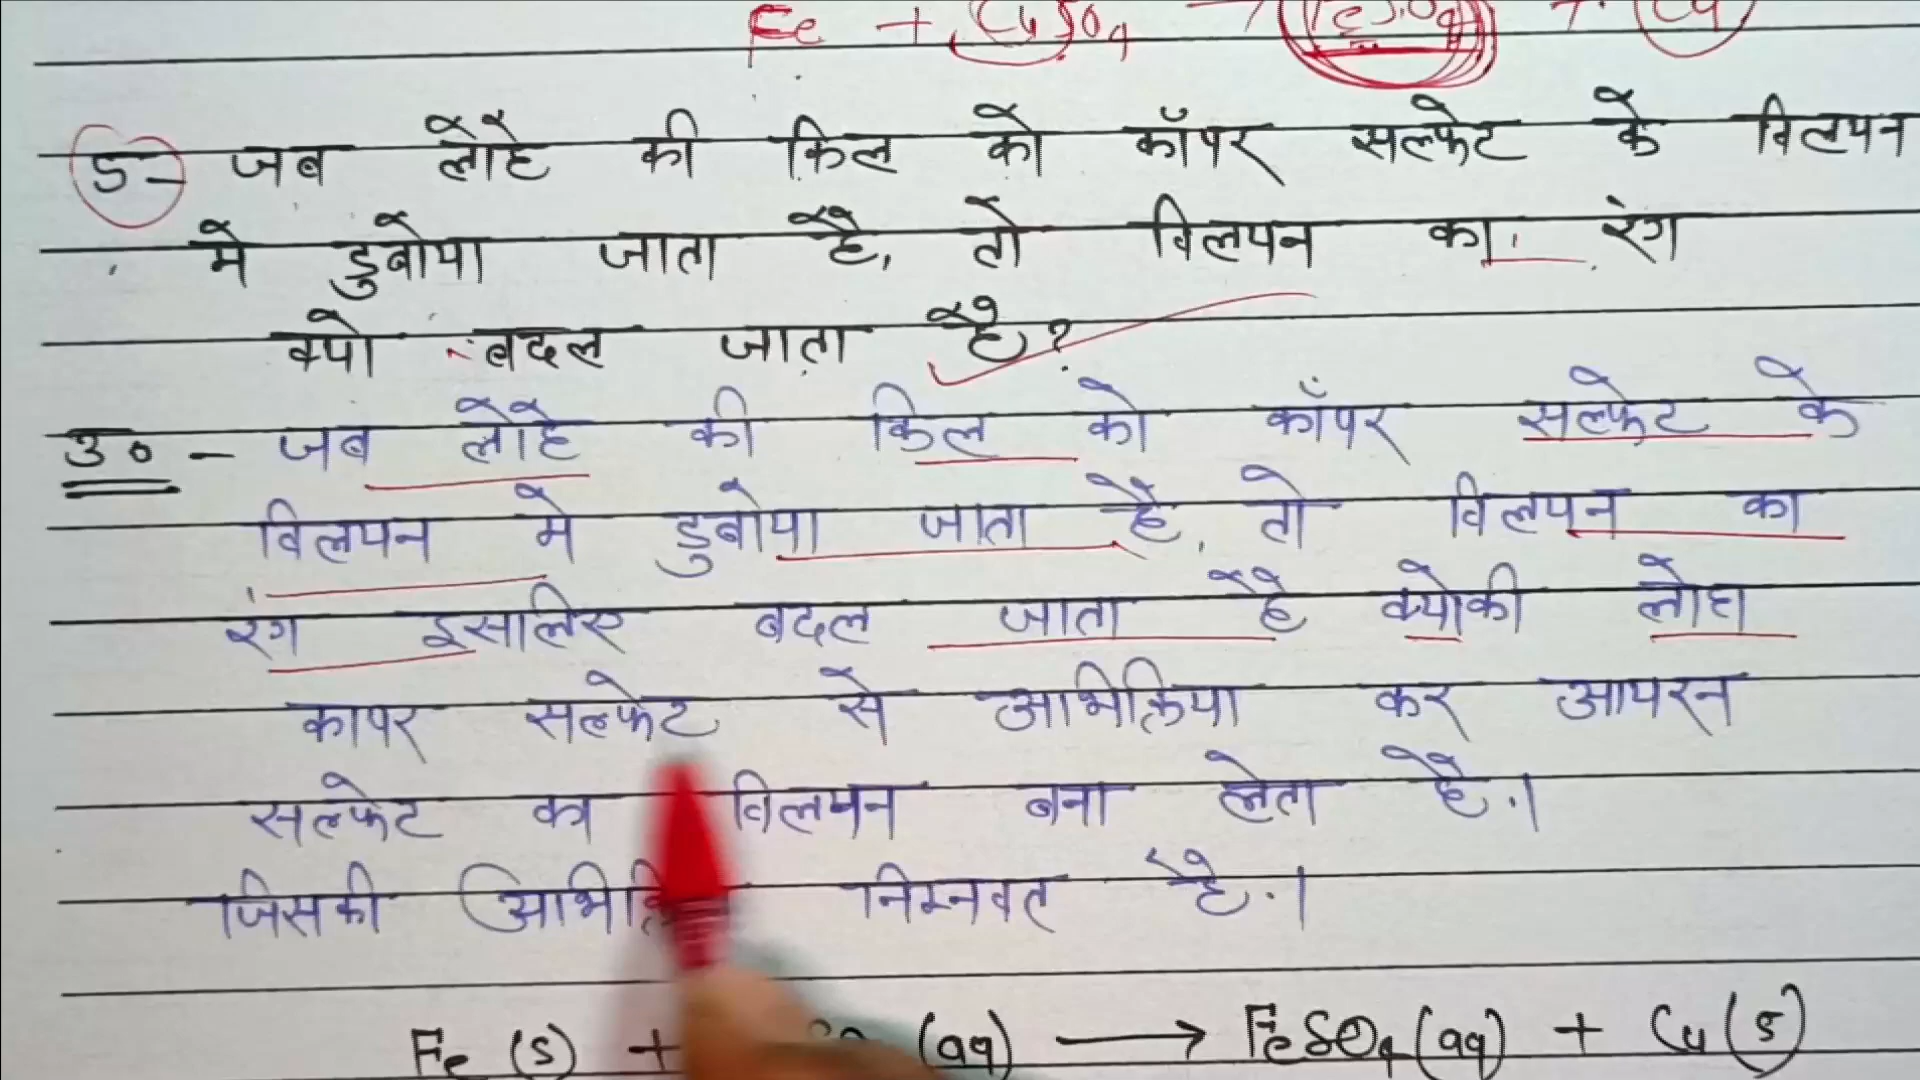 Fe + CuSO4 → FeSO4 + Cu
5- जब लोहे की किल को कॉपर सल्फेट के विलयन
मे डुबोया जाता है, तो विलयन का रंग
क्यो बदल जाता है?
उ० - जब लोहे की किल को कॉपर सल्फेट के
विलयन मे डुबोया जाता है, तो विलयन का
रंग इसलिए बदल जाता है क्योकी लोहा
कापर सल्फेट से अभिक्रिया कर आयरन
सल्फेट का विलयन बना लेता है।
जिसकी निम्नवत है।
Fe (s) + (aq) → FeSO4 (aq) + Cu (s)